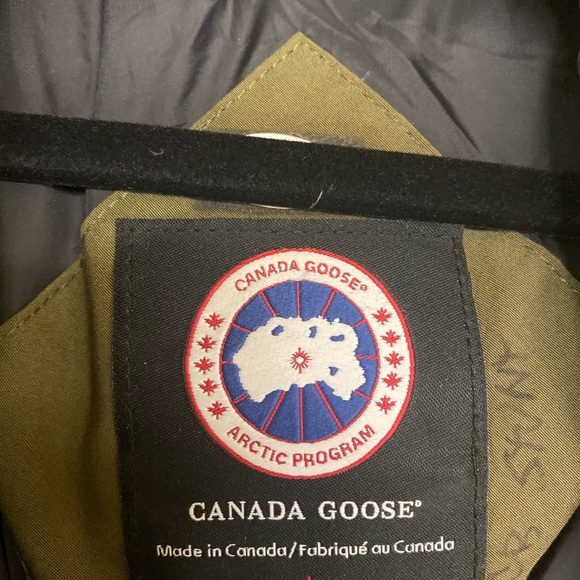 CANADA GOOSE®
ARCTIC PROGRAM
CANADA GOOSE®
Made in Canada/Fabriqué au Canada